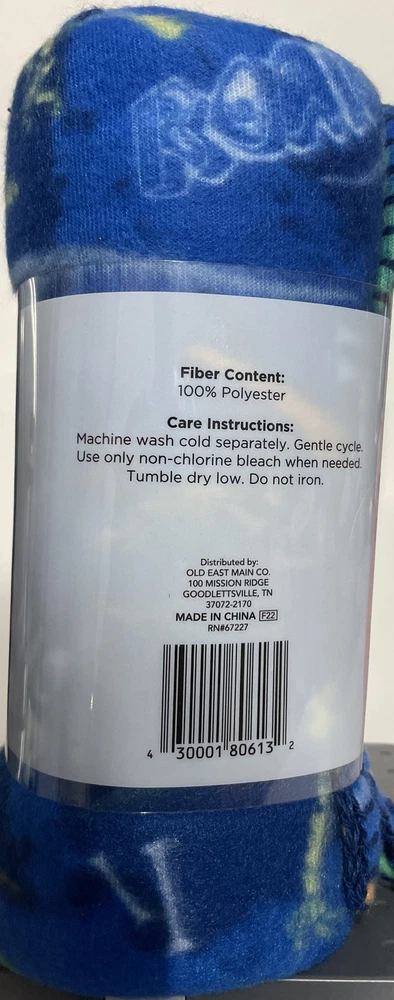 Fiber Content:
100% Polyester
Care Instructions:
Machine wash cold separately. Gentle cycle.
Use only non-chlorine bleach when needed.
Tumble dry low. Do not iron.
Distributed by:
OLD EAST MAIN CO.
100 MISSION RIDGE
GOODLETTSVILLE, TN
37072-2170
MADE IN CHINA F22
RN#67227
4 30001 80613 2